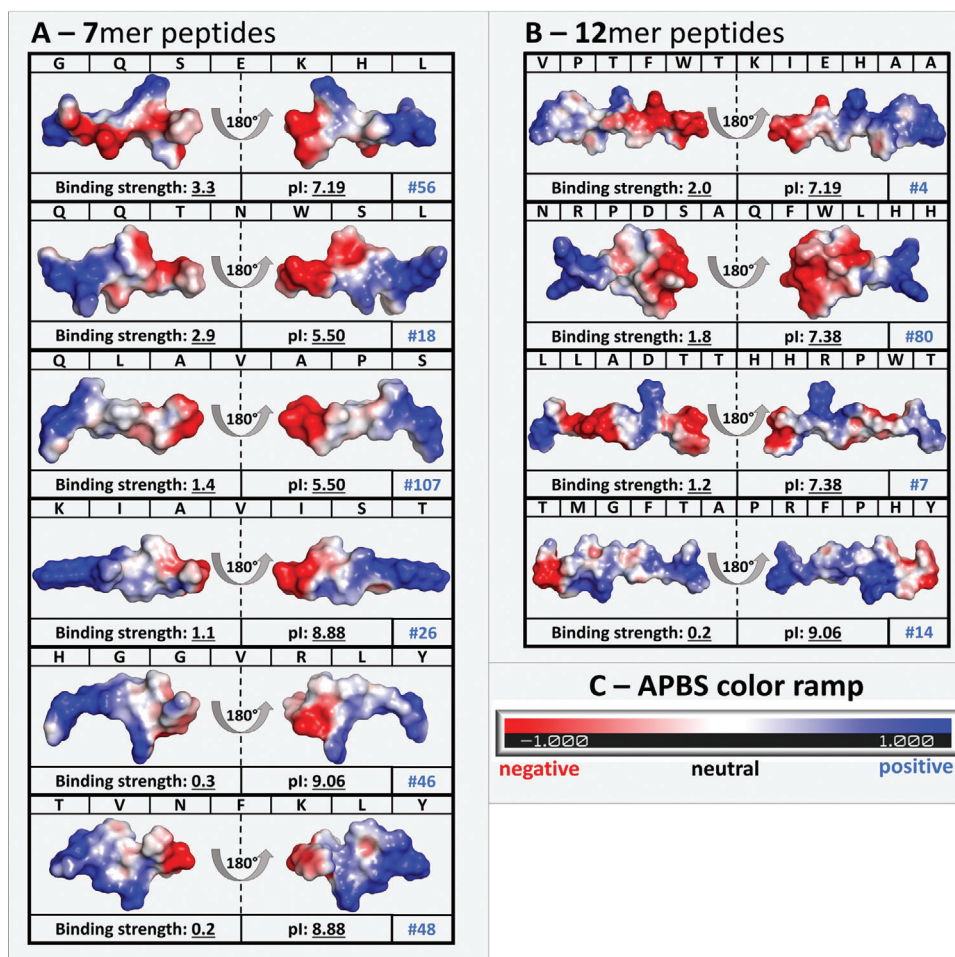 A – 7mer peptides
G Q S E K H L
180°
Binding strength: 3.3 pI: 7.19 #56
Q Q T N W S L
180°
Binding strength: 2.9 pI: 5.50 #18
Q L A V A P S
180°
Binding strength: 1.4 pI: 5.50 #107
K I A V I S T
180°
Binding strength: 1.1 pI: 8.88 #26
H G G V R L Y
180°
Binding strength: 0.3 pI: 9.06 #46
T V N F K L Y
180°
Binding strength: 0.2 pI: 8.88 #48
B – 12mer peptides
V P T F W T K I E H A A
180°
Binding strength: 2.0 pI: 7.19 #4
N R P D S A Q F W L H H
180°
Binding strength: 1.8 pI: 7.38 #80
L L A D T T H H R P W T
180°
Binding strength: 1.2 pI: 7.38 #7
T M G F T A P R F P H Y
180°
Binding strength: 0.2 pI: 9.06 #14
C – APBS color ramp
-1.000 1.000
negative neutral positive